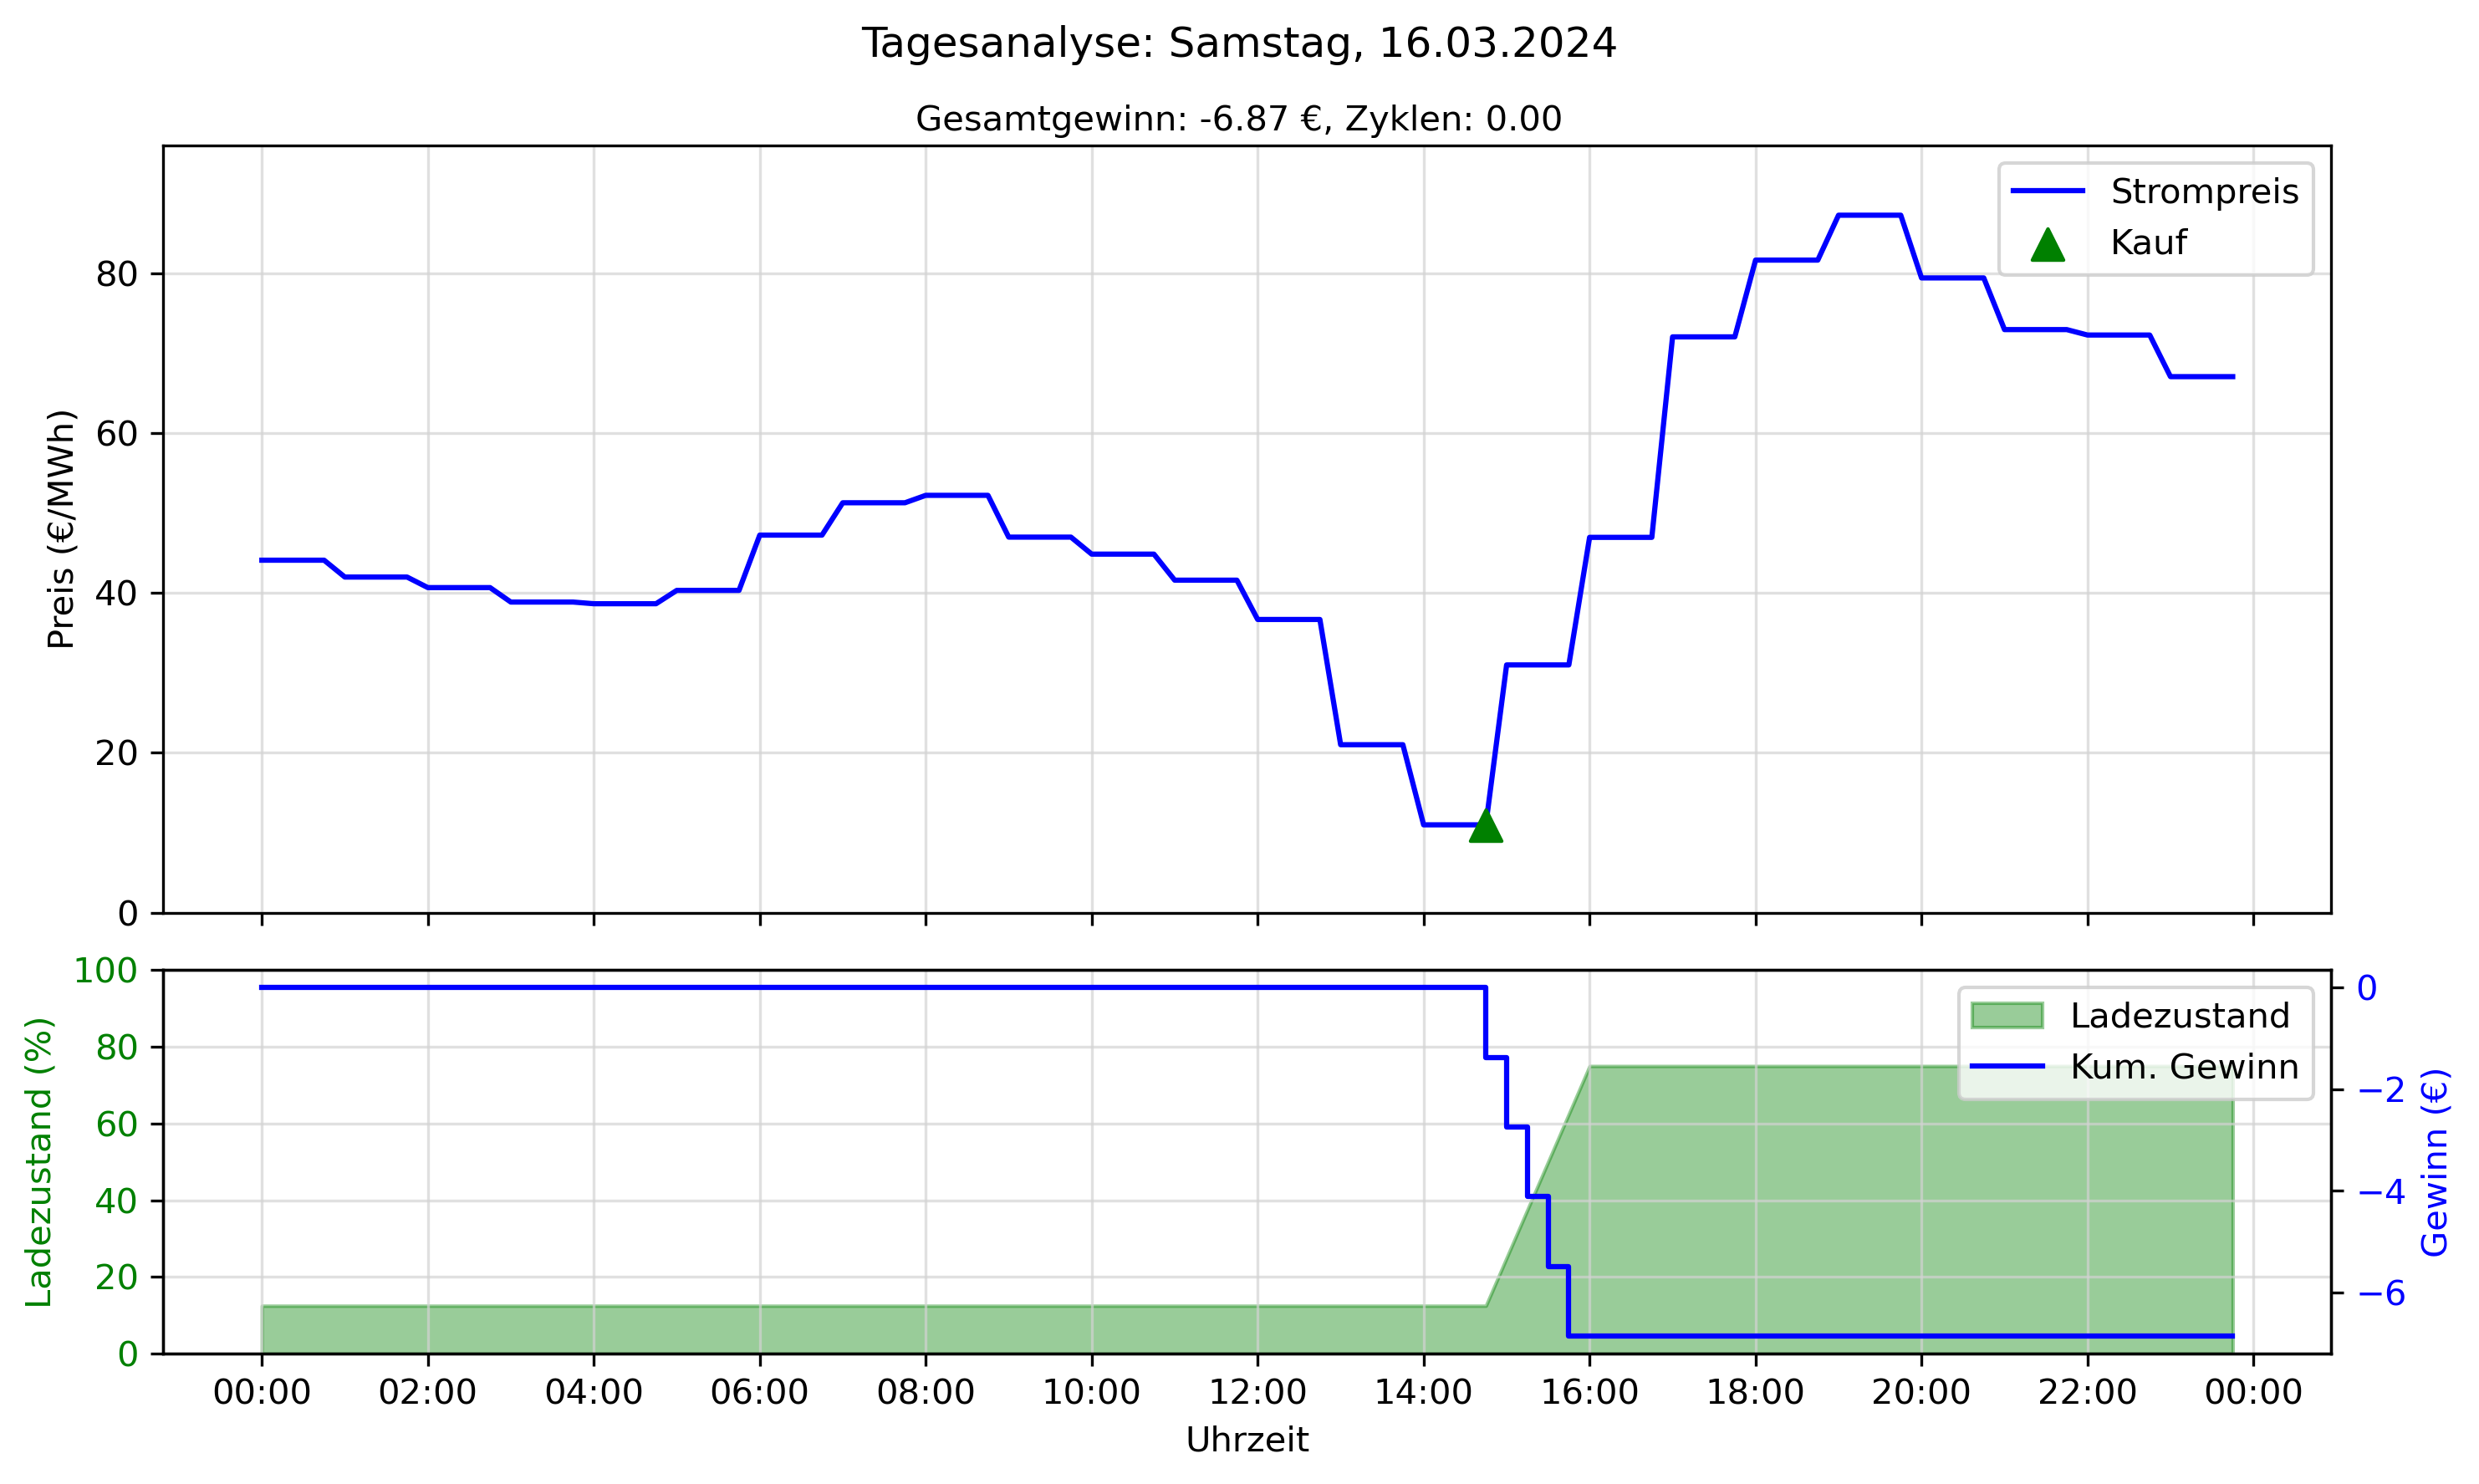 Tagesanalyse: Samstag, 16.03.2024
Gesamtgewinn: -6.87 €, Zyklen: 0.00
Strompreis
Kauf
Preis (€/MWh)
80
60
40
20
0
100
80
60
40
20
0
Ladezustand (%)
Ladezustand
Kum. Gewinn
0
−2
−4
−6
Gewinn (€)
00:00 02:00 04:00 06:00 08:00 10:00 12:00 14:00 16:00 18:00 20:00 22:00 00:00
Uhrzeit